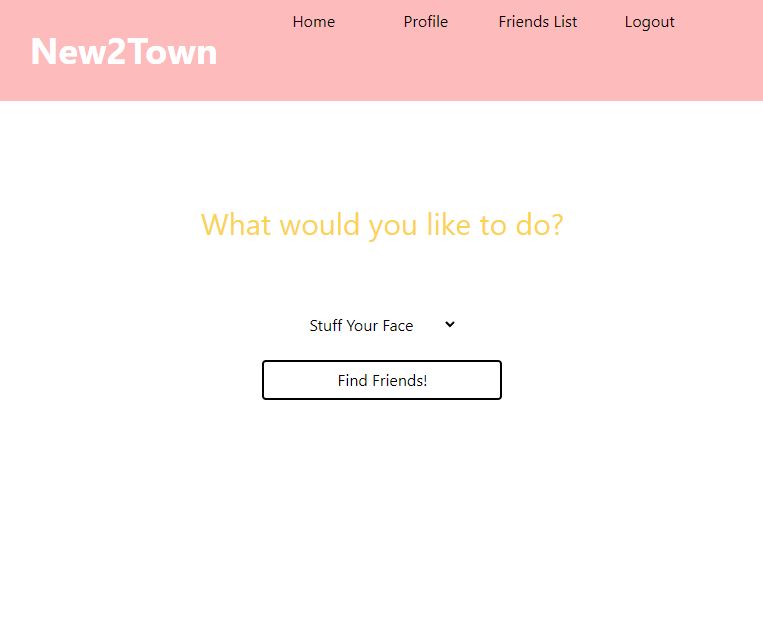 New2Town
Home Profile Friends List Logout
What would you like to do?
Stuff Your Face
Find Friends!